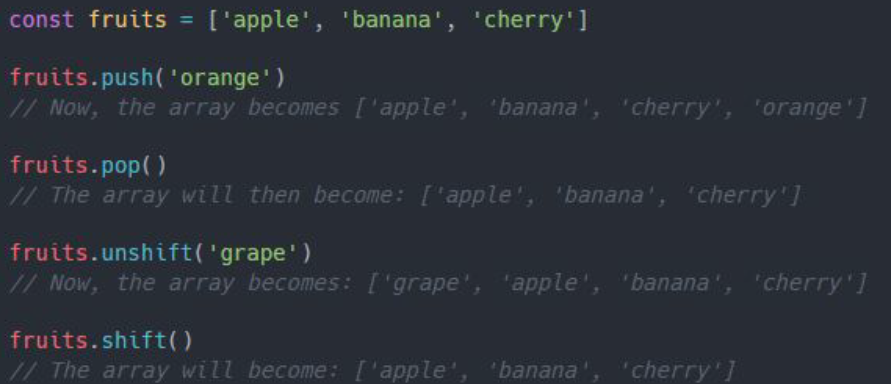 const fruits = ['apple', 'banana', 'cherry']
fruits.push('orange')
// Now, the array becomes ['apple', 'banana', 'cherry', 'orange']
fruits.pop()
// The array will then become: ['apple', 'banana', 'cherry']
fruits.unshift('grape')
// Now, the array becomes: ['grape', 'apple', 'banana', 'cherry']
fruits.shift()
// The array will become: ['apple', 'banana', 'cherry']